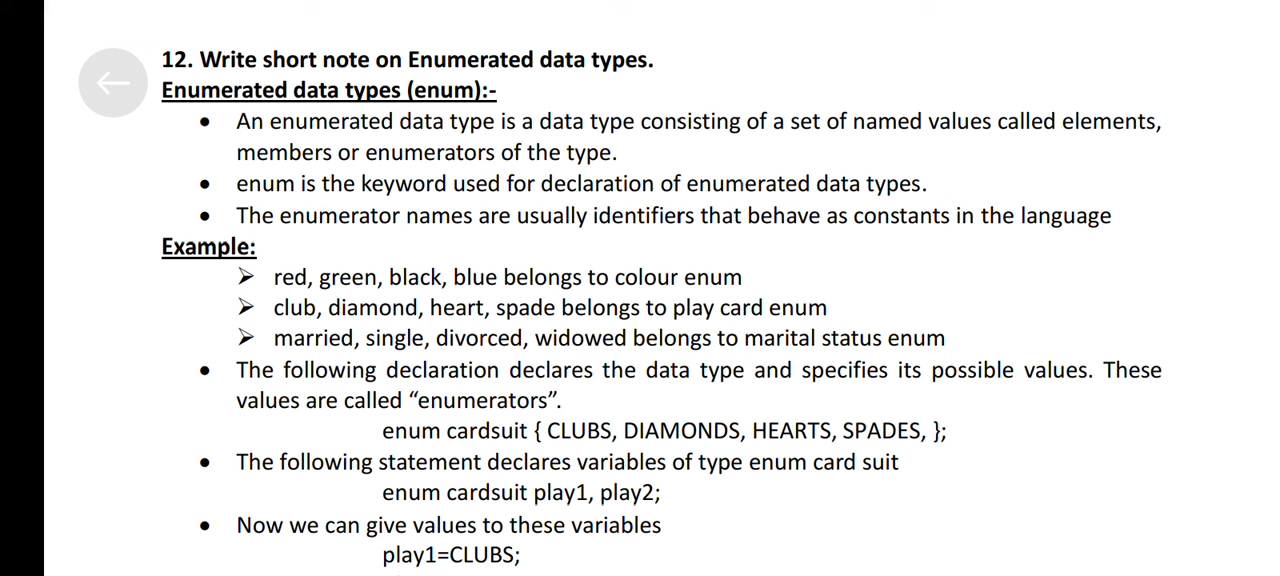 12. Write short note on Enumerated data types.
Enumerated data types (enum):-
• An enumerated data type is a data type consisting of a set of named values called elements,
members or enumerators of the type.
• enum is the keyword used for declaration of enumerated data types.
• The enumerator names are usually identifiers that behave as constants in the language
Example:
➢ red, green, black, blue belongs to colour enum
➢ club, diamond, heart, spade belongs to play card enum
➢ married, single, divorced, widowed belongs to marital status enum
• The following declaration declares the data type and specifies its possible values. These
values are called “enumerators”.
enum cardsuit { CLUBS, DIAMONDS, HEARTS, SPADES, };
• The following statement declares variables of type enum card suit
enum cardsuit play1, play2;
• Now we can give values to these variables
play1=CLUBS;